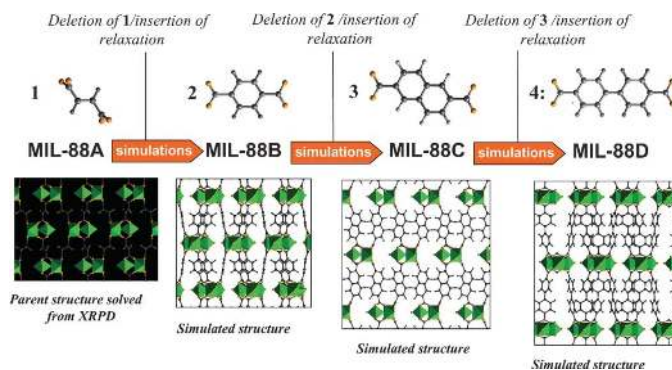 Deletion of 1/insertion of
relaxation
Deletion of 2 /insertion of
relaxation
Deletion of 3 /insertion of
relaxation
1
2
3
4:
MIL-88A
simulations
MIL-88B
simulations
MIL-88C
simulations
MIL-88D
Parent structure solved
from XRPD
Simulated structure
Simulated structure
Simulated structure